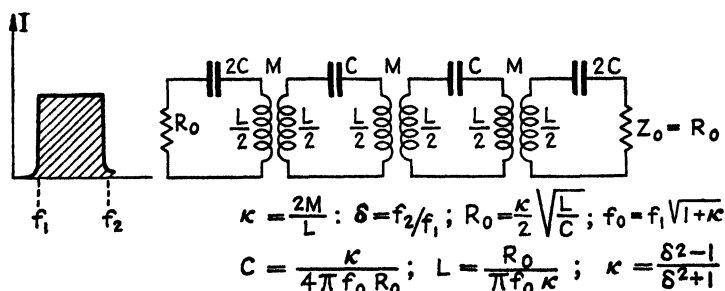 I
2C M C M C M 2C
R₀ L/2 L/2 L/2 L/2 L/2 L/2 Z₀ = R₀
f₁ f₂
κ = 2M/L : δ = f₂/f₁ ; R₀ = κ/2 √(L/C) ; f₀ = f₁ √(1+κ)
C = κ/(4π f₀ R₀) ; L = R₀/(π f₀ κ) ; κ = (δ²−1)/(δ²+1)